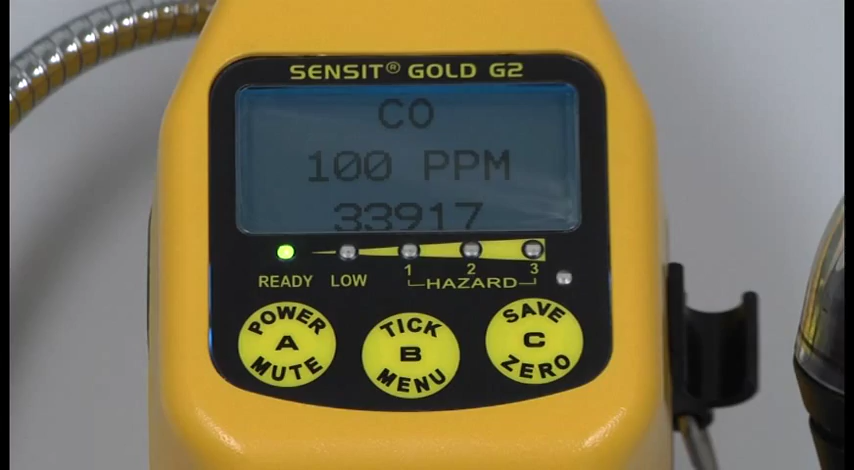 SENSIT® GOLD G2
CO
100 PPM
33917
READY LOW 1 2 3
HAZARD
POWER A MUTE
TICK B MENU
SAVE C ZERO